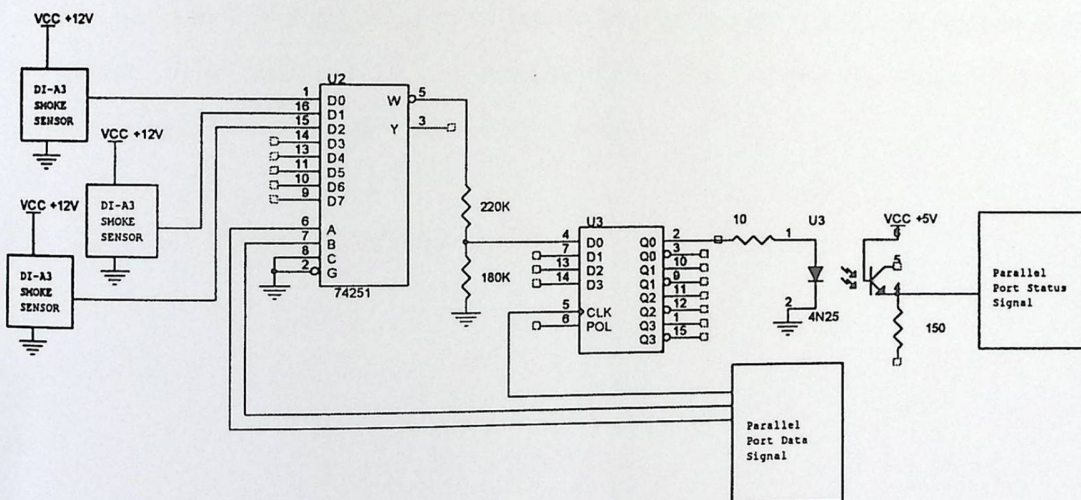 VCC +12V
DI-A3
SMOKE
SENSOR
VCC +12V
DI-A3
SMOKE
SENSOR
VCC +12V
DI-A3
SMOKE
SENSOR
U2
1 D0 W 5
16 D1
15 D2 Y 3
14 D3
13 D4
11 D5
10 D6
9 D7
6 A
7 B
8 C
2 G
74251
220K
180K
U3
4 D0 Q0 2
7 D1 Q0 3
13 D2 Q1 10
14 D3 Q1 9
Q2 11
5 CLK Q2 12
6 POL Q3 1
Q3 15
10
U3
1
2
4N25
VCC +5V
5
4
150
Parallel
Port Status
Signal
Parallel
Port Data
Signal